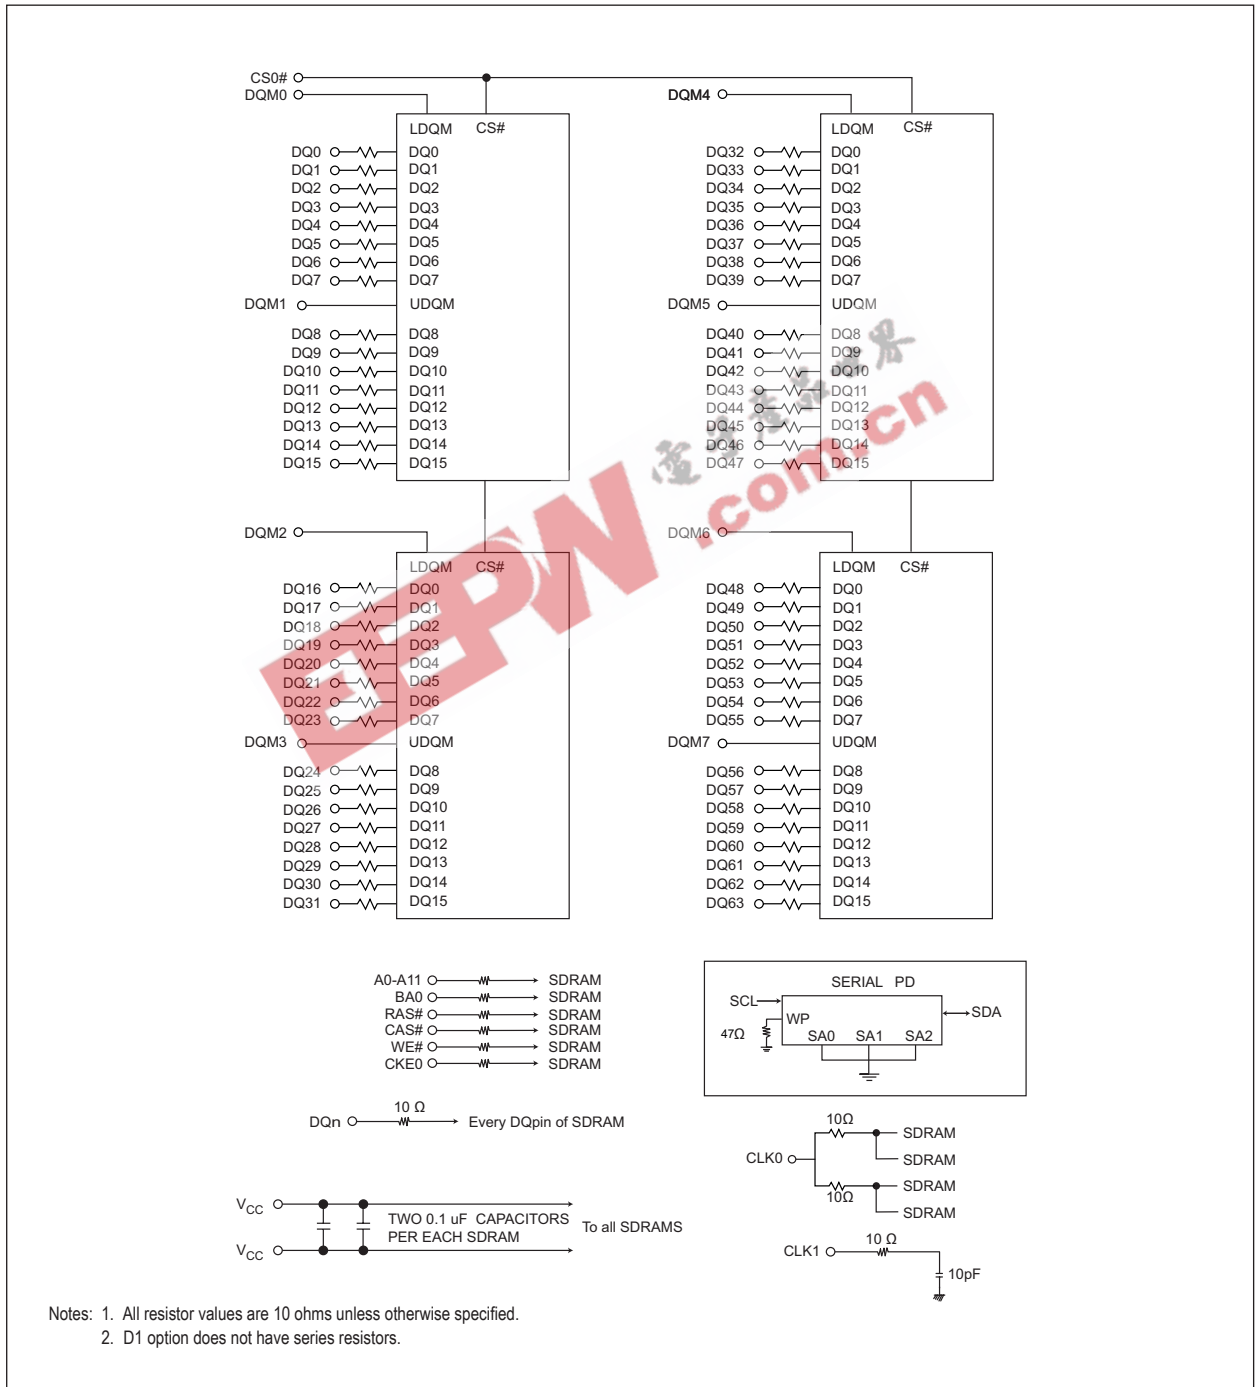 CS0#
DQM0
LDQM CS#
DQ0 DQ0
DQ1 DQ1
DQ2 DQ2
DQ3 DQ3
DQ4 DQ4
DQ5 DQ5
DQ6 DQ6
DQ7 DQ7
DQM1 UDQM
DQ8 DQ8
DQ9 DQ9
DQ10 DQ10
DQ11 DQ11
DQ12 DQ12
DQ13 DQ13
DQ14 DQ14
DQ15 DQ15
DQM4
LDQM CS#
DQ32 DQ0
DQ33 DQ1
DQ34 DQ2
DQ35 DQ3
DQ36 DQ4
DQ37 DQ5
DQ38 DQ6
DQ39 DQ7
DQM5 UDQM
DQ40 DQ8
DQ41 DQ9
DQ42 DQ10
DQ43 DQ11
DQ44 DQ12
DQ45 DQ13
DQ46 DQ14
DQ47 DQ15
DQM2
LDQM CS#
DQ16 DQ0
DQ17 DQ1
DQ18 DQ2
DQ19 DQ3
DQ20 DQ4
DQ21 DQ5
DQ22 DQ6
DQ23 DQ7
DQM3 UDQM
DQ24 DQ8
DQ25 DQ9
DQ26 DQ10
DQ27 DQ11
DQ28 DQ12
DQ29 DQ13
DQ30 DQ14
DQ31 DQ15
DQM6
LDQM CS#
DQ48 DQ0
DQ49 DQ1
DQ50 DQ2
DQ51 DQ3
DQ52 DQ4
DQ53 DQ5
DQ54 DQ6
DQ55 DQ7
DQM7 UDQM
DQ56 DQ8
DQ57 DQ9
DQ58 DQ10
DQ59 DQ11
DQ60 DQ12
DQ61 DQ13
DQ62 DQ14
DQ63 DQ15
EEPW
電子產品世界
.com.cn
A0-A11 SDRAM
BA0 SDRAM
RAS# SDRAM
CAS# SDRAM
WE# SDRAM
CKE0 SDRAM
SERIAL PD
SCL
WP
SDA
47Ω
SA0 SA1 SA2
10 Ω
DQn Every DQpin of SDRAM
10Ω
SDRAM
CLK0
SDRAM
SDRAM
10Ω
SDRAM
VCC
TWO 0.1 uF CAPACITORS
PER EACH SDRAM
To all SDRAMS
VCC
10 Ω
CLK1
10pF
Notes: 1. All resistor values are 10 ohms unless otherwise specified.
2. D1 option does not have series resistors.